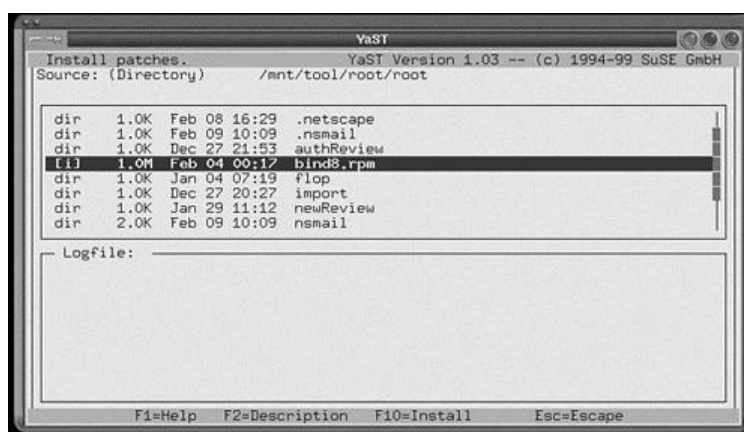 YaST
Install patches. YaST Version 1.03 -- (c) 1994-99 SuSE GmbH
Source: (Directory) /mnt/tool/root/root
dir 1.0K Feb 08 16:29 .netscape
dir 1.0K Feb 09 10:09 .nsmail
dir 1.0K Dec 27 21:53 authReview
[i] 1.0M Feb 04 00:17 bind8.rpm
dir 1.0K Jan 04 07:19 flop
dir 1.0K Dec 27 20:27 import
dir 1.0K Jan 29 11:12 newReview
dir 2.0K Feb 09 10:09 nsmail
Logfile:
F1=Help F2=Description F10=Install Esc=Escape